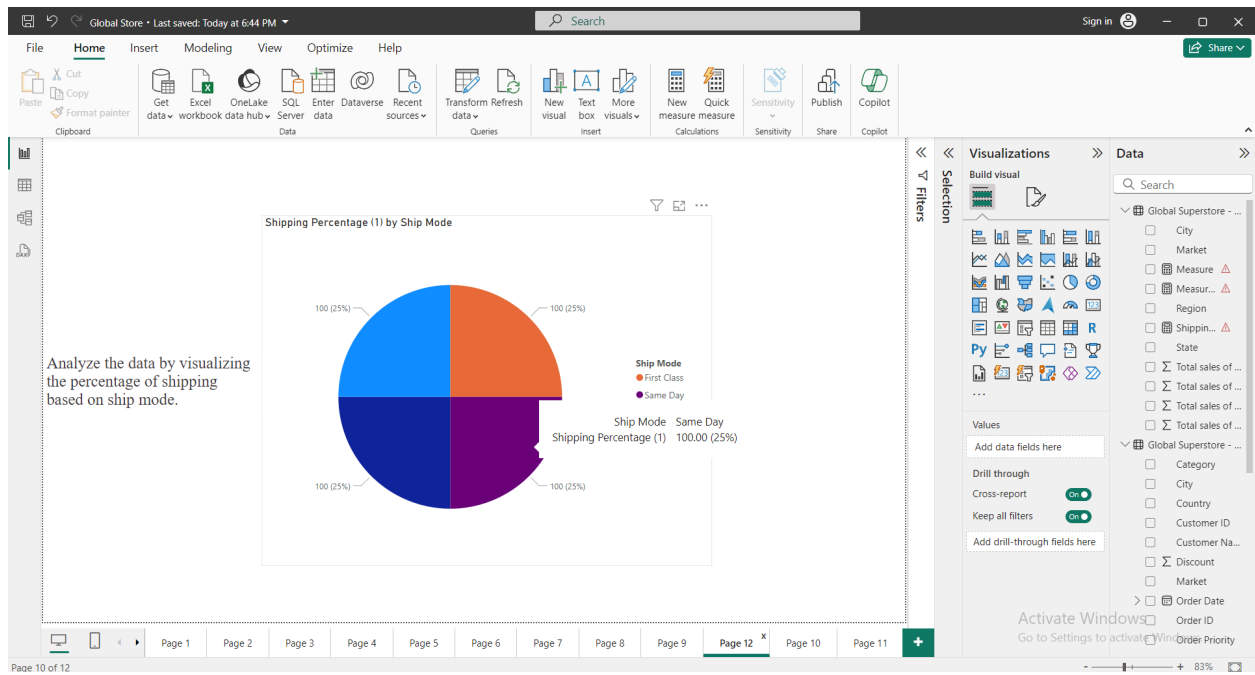 Global Store • Last saved: Today at 6:44 PM
Search
Sign in
File Home Insert Modeling View Optimize Help
Share
Paste
Cut
Copy
Format painter
Get data
Excel workbook
OneLake data hub
SQL Server
Enter data
Dataverse
Recent sources
Transform data
Refresh
New visual
Text box
More visuals
New measure
Quick measure
Sensitivity
Publish
Copilot
Clipboard
Data
Queries
Insert
Calculations
Sensitivity
Share
Copilot
Shipping Percentage (1) by Ship Mode
100 (25%)
100 (25%)
100 (25%)
100 (25%)
Ship Mode
First Class
Same Day
Ship Mode Same Day
Shipping Percentage (1) 100.00 (25%)
Analyze the data by visualizing
the percentage of shipping
based on ship mode.
Filters
Selection
Visualizations
Build visual
123
R
Py
...
Values
Add data fields here
Drill through
Cross-report On
Keep all filters On
Add drill-through fields here
Data
Search
Global Superstore - ...
City
Market
Measure
Measur...
Region
Shippin...
State
Total sales of ...
Total sales of ...
Total sales of ...
Total sales of ...
Global Superstore - ...
Category
City
Country
Customer ID
Customer Na...
Discount
Market
Order Date
Order ID
Order Priority
Activate Windows
Go to Settings to activate Windows.
Page 1 Page 2 Page 3 Page 4 Page 5 Page 6 Page 7 Page 8 Page 9 Page 12 x Page 10 Page 11 +
Page 10 of 12
- + 83%